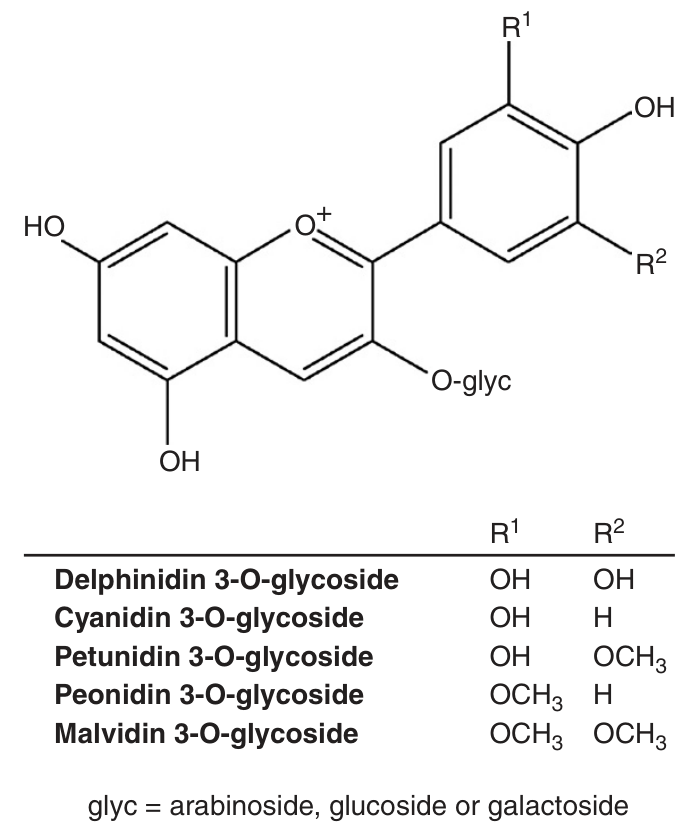 R¹
OH
HO
O⁺
R²
O-glyc
OH
R¹ R²
Delphinidin 3-O-glycoside OH OH
Cyanidin 3-O-glycoside OH H
Petunidin 3-O-glycoside OH OCH₃
Peonidin 3-O-glycoside OCH₃ H
Malvidin 3-O-glycoside OCH₃ OCH₃
glyc = arabinoside, glucoside or galactoside